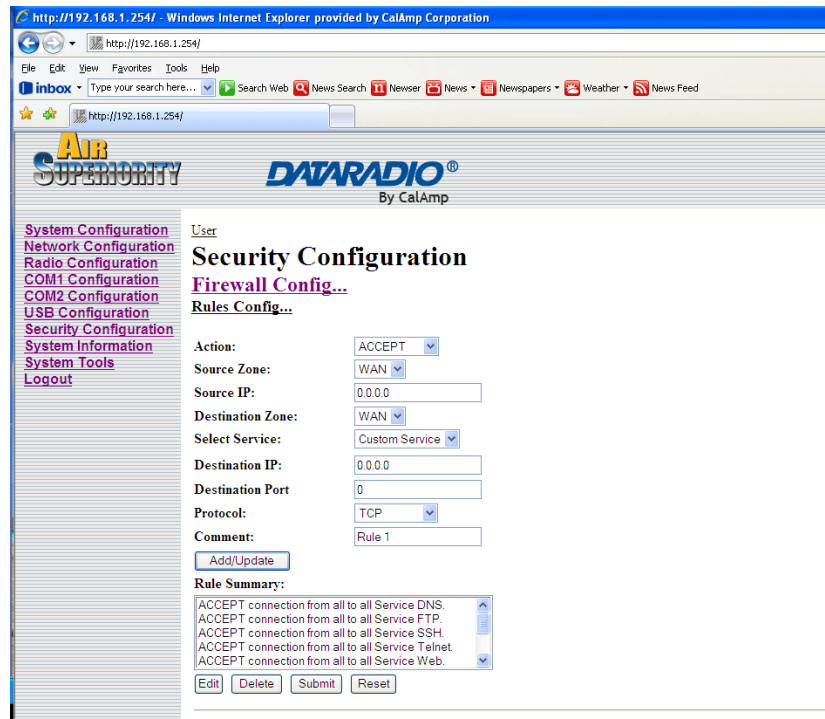 http://192.168.1.254/ - Windows Internet Explorer provided by CalAmp Corporation
http://192.168.1.254/
File Edit View Favorites Tools Help
inbox Type your search here... Search Web News Search Newser News Newspapers Weather News Feed
http://192.168.1.254/
AIR SUPERIORITY
DATARADIO®
By CalAmp
System Configuration
Network Configuration
Radio Configuration
COM1 Configuration
COM2 Configuration
USB Configuration
Security Configuration
System Information
System Tools
Logout
User
Security Configuration
Firewall Config...
Rules Config...
Action: ACCEPT
Source Zone: WAN
Source IP: 0.0.0.0
Destination Zone: WAN
Select Service: Custom Service
Destination IP: 0.0.0.0
Destination Port 0
Protocol: TCP
Comment: Rule 1
Add/Update
Rule Summary:
ACCEPT connection from all to all Service DNS.
ACCEPT connection from all to all Service FTP.
ACCEPT connection from all to all Service SSH.
ACCEPT connection from all to all Service Telnet.
ACCEPT connection from all to all Service Web.
Edit Delete Submit Reset